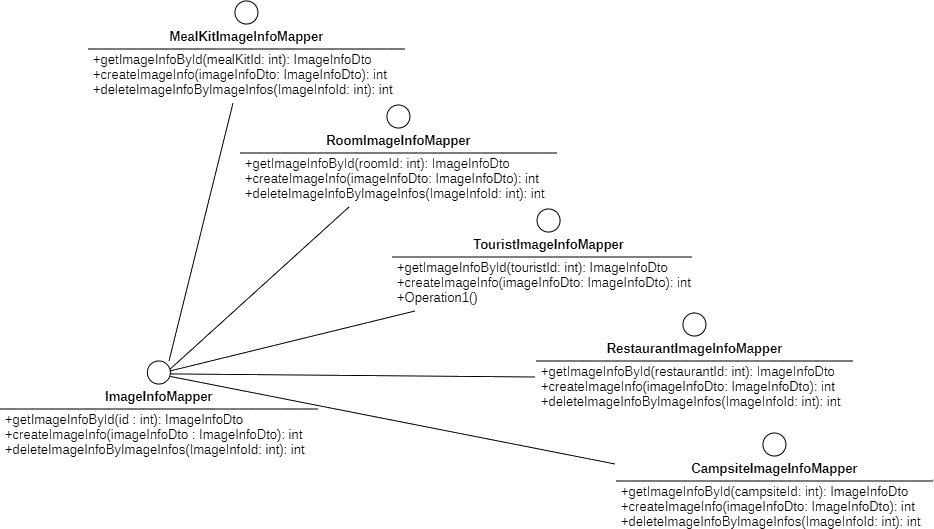 MealKitImageInfoMapper
+getImageInfoById(mealKitId: int): ImageInfoDto
+createImageInfo(imageInfoDto: ImageInfoDto): int
+deleteImageInfoByImageInfos(ImageInfoId: int): int
RoomImageInfoMapper
+getImageInfoById(roomId: int): ImageInfoDto
+createImageInfo(imageInfoDto: ImageInfoDto): int
+deleteImageInfoByImageInfos(ImageInfoId: int): int
TouristImageInfoMapper
+getImageInfoById(touristId: int): ImageInfoDto
+createImageInfo(imageInfoDto: ImageInfoDto): int
+Operation1()
RestaurantImageInfoMapper
+getImageInfoById(restaurantId: int): ImageInfoDto
+createImageInfo(imageInfoDto: ImageInfoDto): int
+deleteImageInfoByImageInfos(ImageInfoId: int): int
ImageInfoMapper
+getImageInfoById(id : int): ImageInfoDto
+createImageInfo(imageInfoDto : ImageInfoDto): int
+deleteImageInfoByImageInfos(ImageInfoId: int): int
CampsiteImageInfoMapper
+getImageInfoById(campsiteId: int): ImageInfoDto
+createImageInfo(imageInfoDto: ImageInfoDto): int
+deleteImageInfoByImageInfos(ImageInfoId: int): int